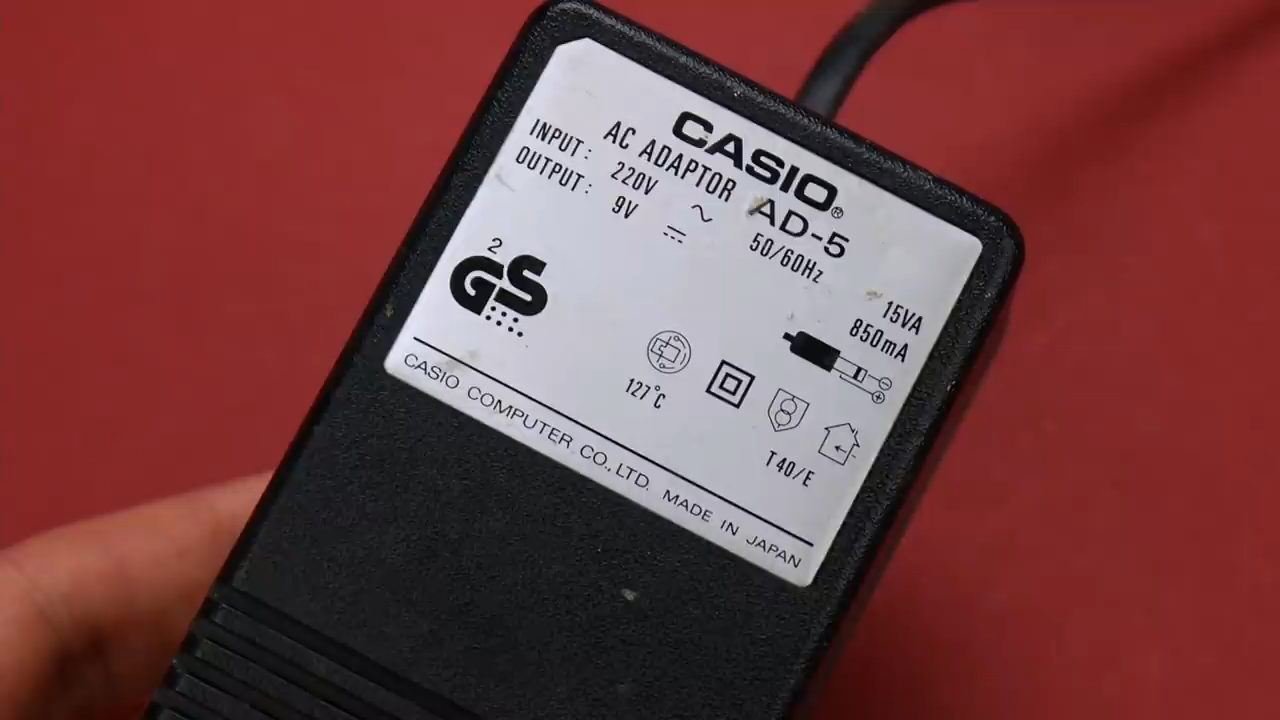 CASIO®
AC ADAPTOR AD-5
INPUT: 220V ~ 50/60Hz 15VA
OUTPUT: 9V ⎓ 850mA
2
GS
127°C
T40/E
CASIO COMPUTER CO., LTD. MADE IN JAPAN